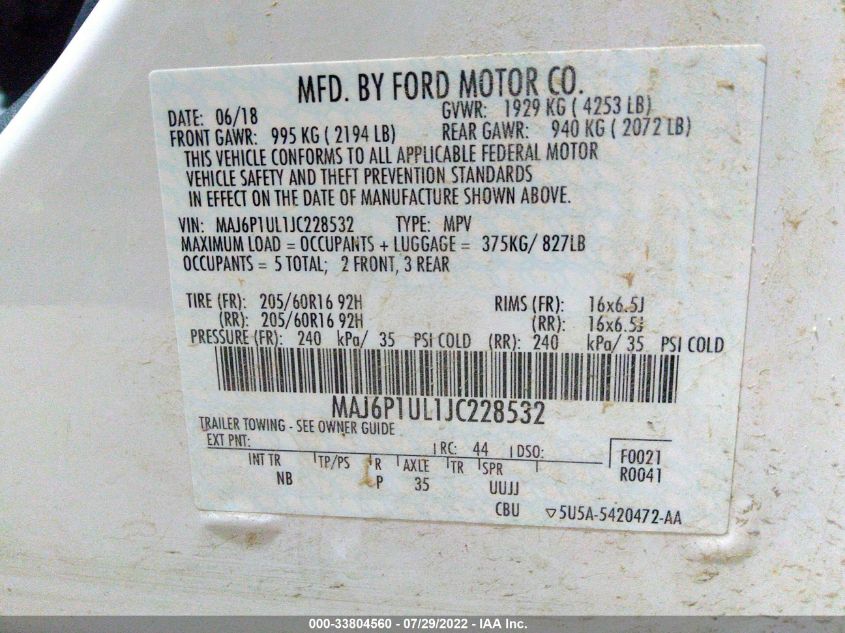 MFD. BY FORD MOTOR CO.
DATE: 06/18 GVWR: 1929 KG ( 4253 LB)
FRONT GAWR: 995 KG ( 2194 LB) REAR GAWR: 940 KG ( 2072 LB)
THIS VEHICLE CONFORMS TO ALL APPLICABLE FEDERAL MOTOR
VEHICLE SAFETY AND THEFT PREVENTION STANDARDS
IN EFFECT ON THE DATE OF MANUFACTURE SHOWN ABOVE.
VIN: MAJ6P1UL1JC228532 TYPE: MPV
MAXIMUM LOAD = OCCUPANTS + LUGGAGE = 375KG/ 827LB
OCCUPANTS = 5 TOTAL; 2 FRONT, 3 REAR
TIRE (FR): 205/60R16 92H RIMS (FR): 16x6.5J
(RR): 205/60R16 92H (RR): 16x6.5J
PRESSURE (FR): 240 kPa/ 35 PSI COLD (RR): 240 kPa/ 35 PSI COLD
MAJ6P1UL1JC228532
TRAILER TOWING - SEE OWNER GUIDE
EXT PNT: RC: 44 DSO: F0021
R0041
INT TR TP/PS R AXLE TR SPR
NB P 35 UUJJ
CBU ▽5U5A-5420472-AA
000-33804560 - 07/29/2022 - IAA Inc.